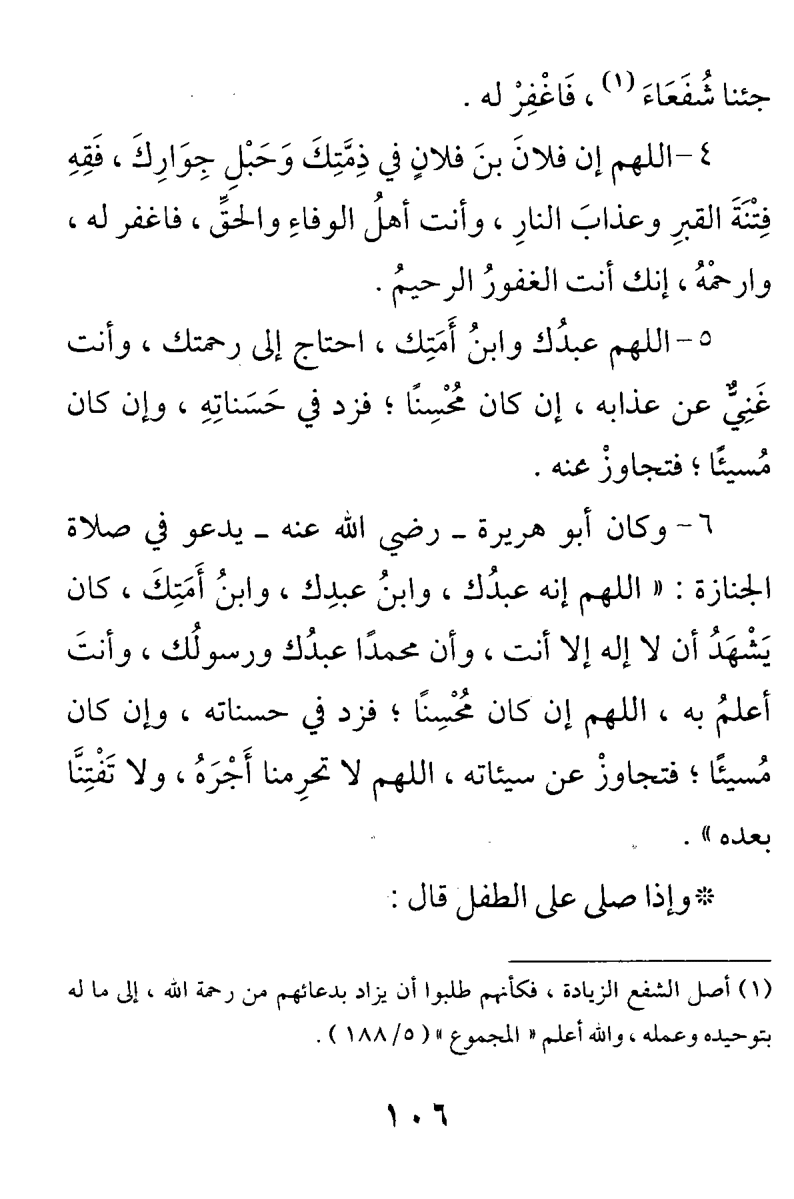 جئنا شُفَعَاءَ (١) ، فَاغْفِرْ له .
٤ -اللهم إن فلانَ بنَ فلانٍ في ذِمَّتِكَ وَحَبْلِ جِوَارِكَ ، فَقِهِ
فِتْنَةَ القبرِ وعذابَ النارِ ، وأنت أهلُ الوفاءِ والحقِّ ، فاغفر له ،
وارحمْهُ ، إنك أنت الغفورُ الرحيمُ .
٥ -اللهم عبدُك وابنُ أَمَتِك ، احتاج إلى رحمتك ، وأنت
غَنِيٌّ عن عذابه ، إن كان مُحْسِنًا ؛ فزد في حَسَناتِهِ ، وإن كان
مُسيئًا ؛ فتجاوزْ عنه .
٦ - وكان أبو هريرة ـ رضي الله عنه ـ يدعو في صلاة
الجنازة : « اللهم إنه عبدُك ، وابنُ عبدِك ، وابنُ أَمَتِكَ ، كان
يَشْهَدُ أن لا إله إلا أنت ، وأن محمدًا عبدُك ورسولُك ، وأنتَ
أعلمُ به ، اللهم إن كان مُحْسِنًا ؛ فزد في حسناته ، وإن كان
مُسيئًا ؛ فتجاوزْ عن سيئاته ، اللهم لا تحرِمنا أَجْرَهُ ، ولا تَفْتِنَّا
بعده » .
* وإذا صلى على الطفل قال :
(١) أصل الشفع الزيادة ، فكأنهم طلبوا أن يزاد بدعائهم من رحمة الله ، إلى ما له
بتوحيده وعمله ، والله أعلم « المجموع » (٥/ ١٨٨ ) .
١٠٦